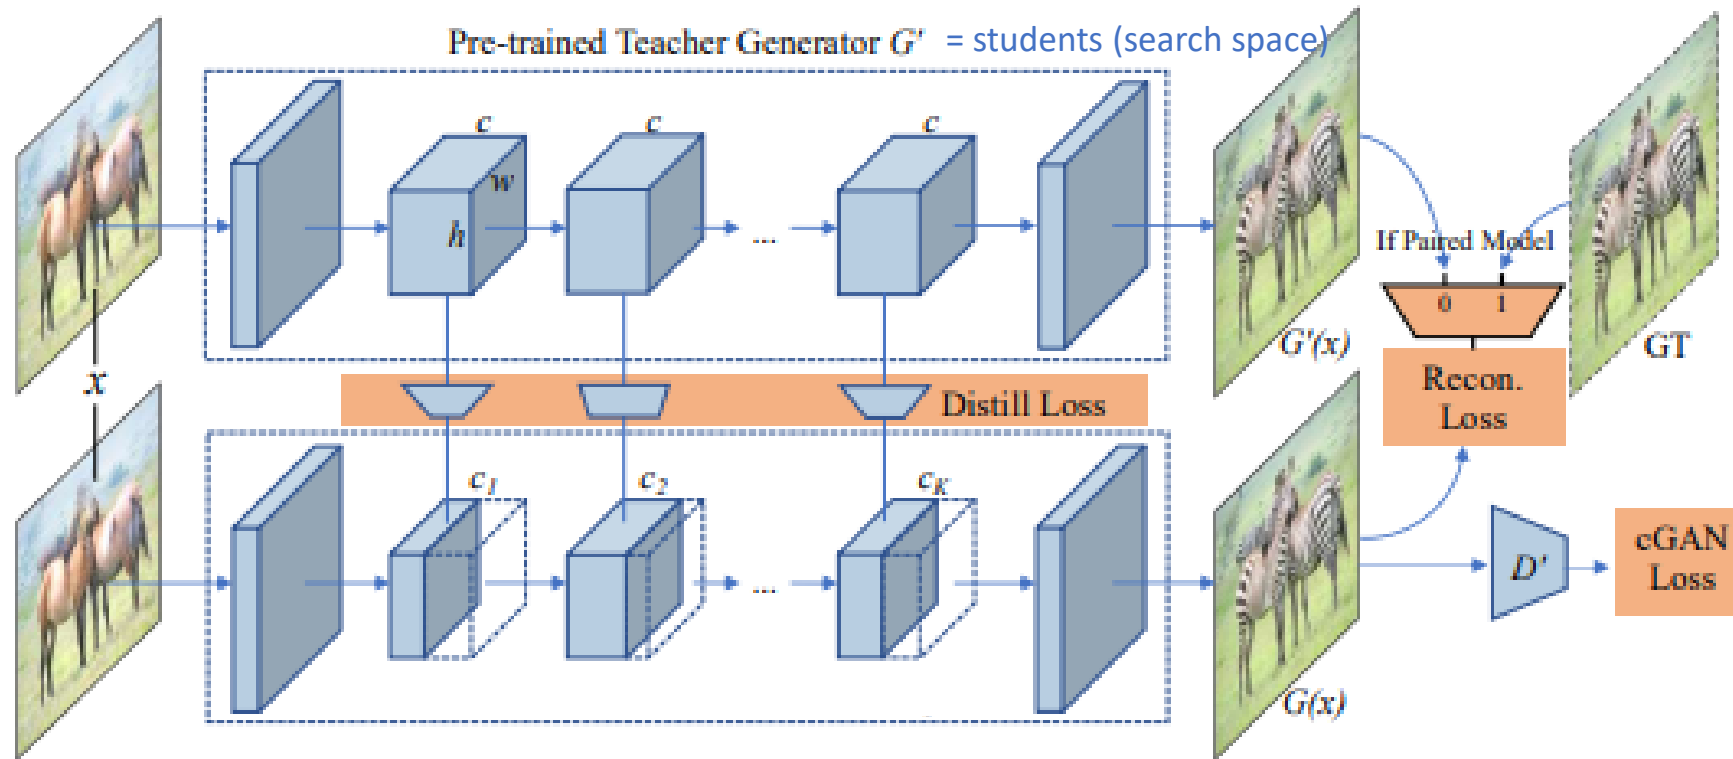 Pre-trained Teacher Generator G' = students (search space)
c
c
c
w
h
...
If Paired Model
0 1
G'(x)
GT
x
Recon.
Loss
Distill Loss
c1
c2
cK
...
D'
cGAN
Loss
G(x)